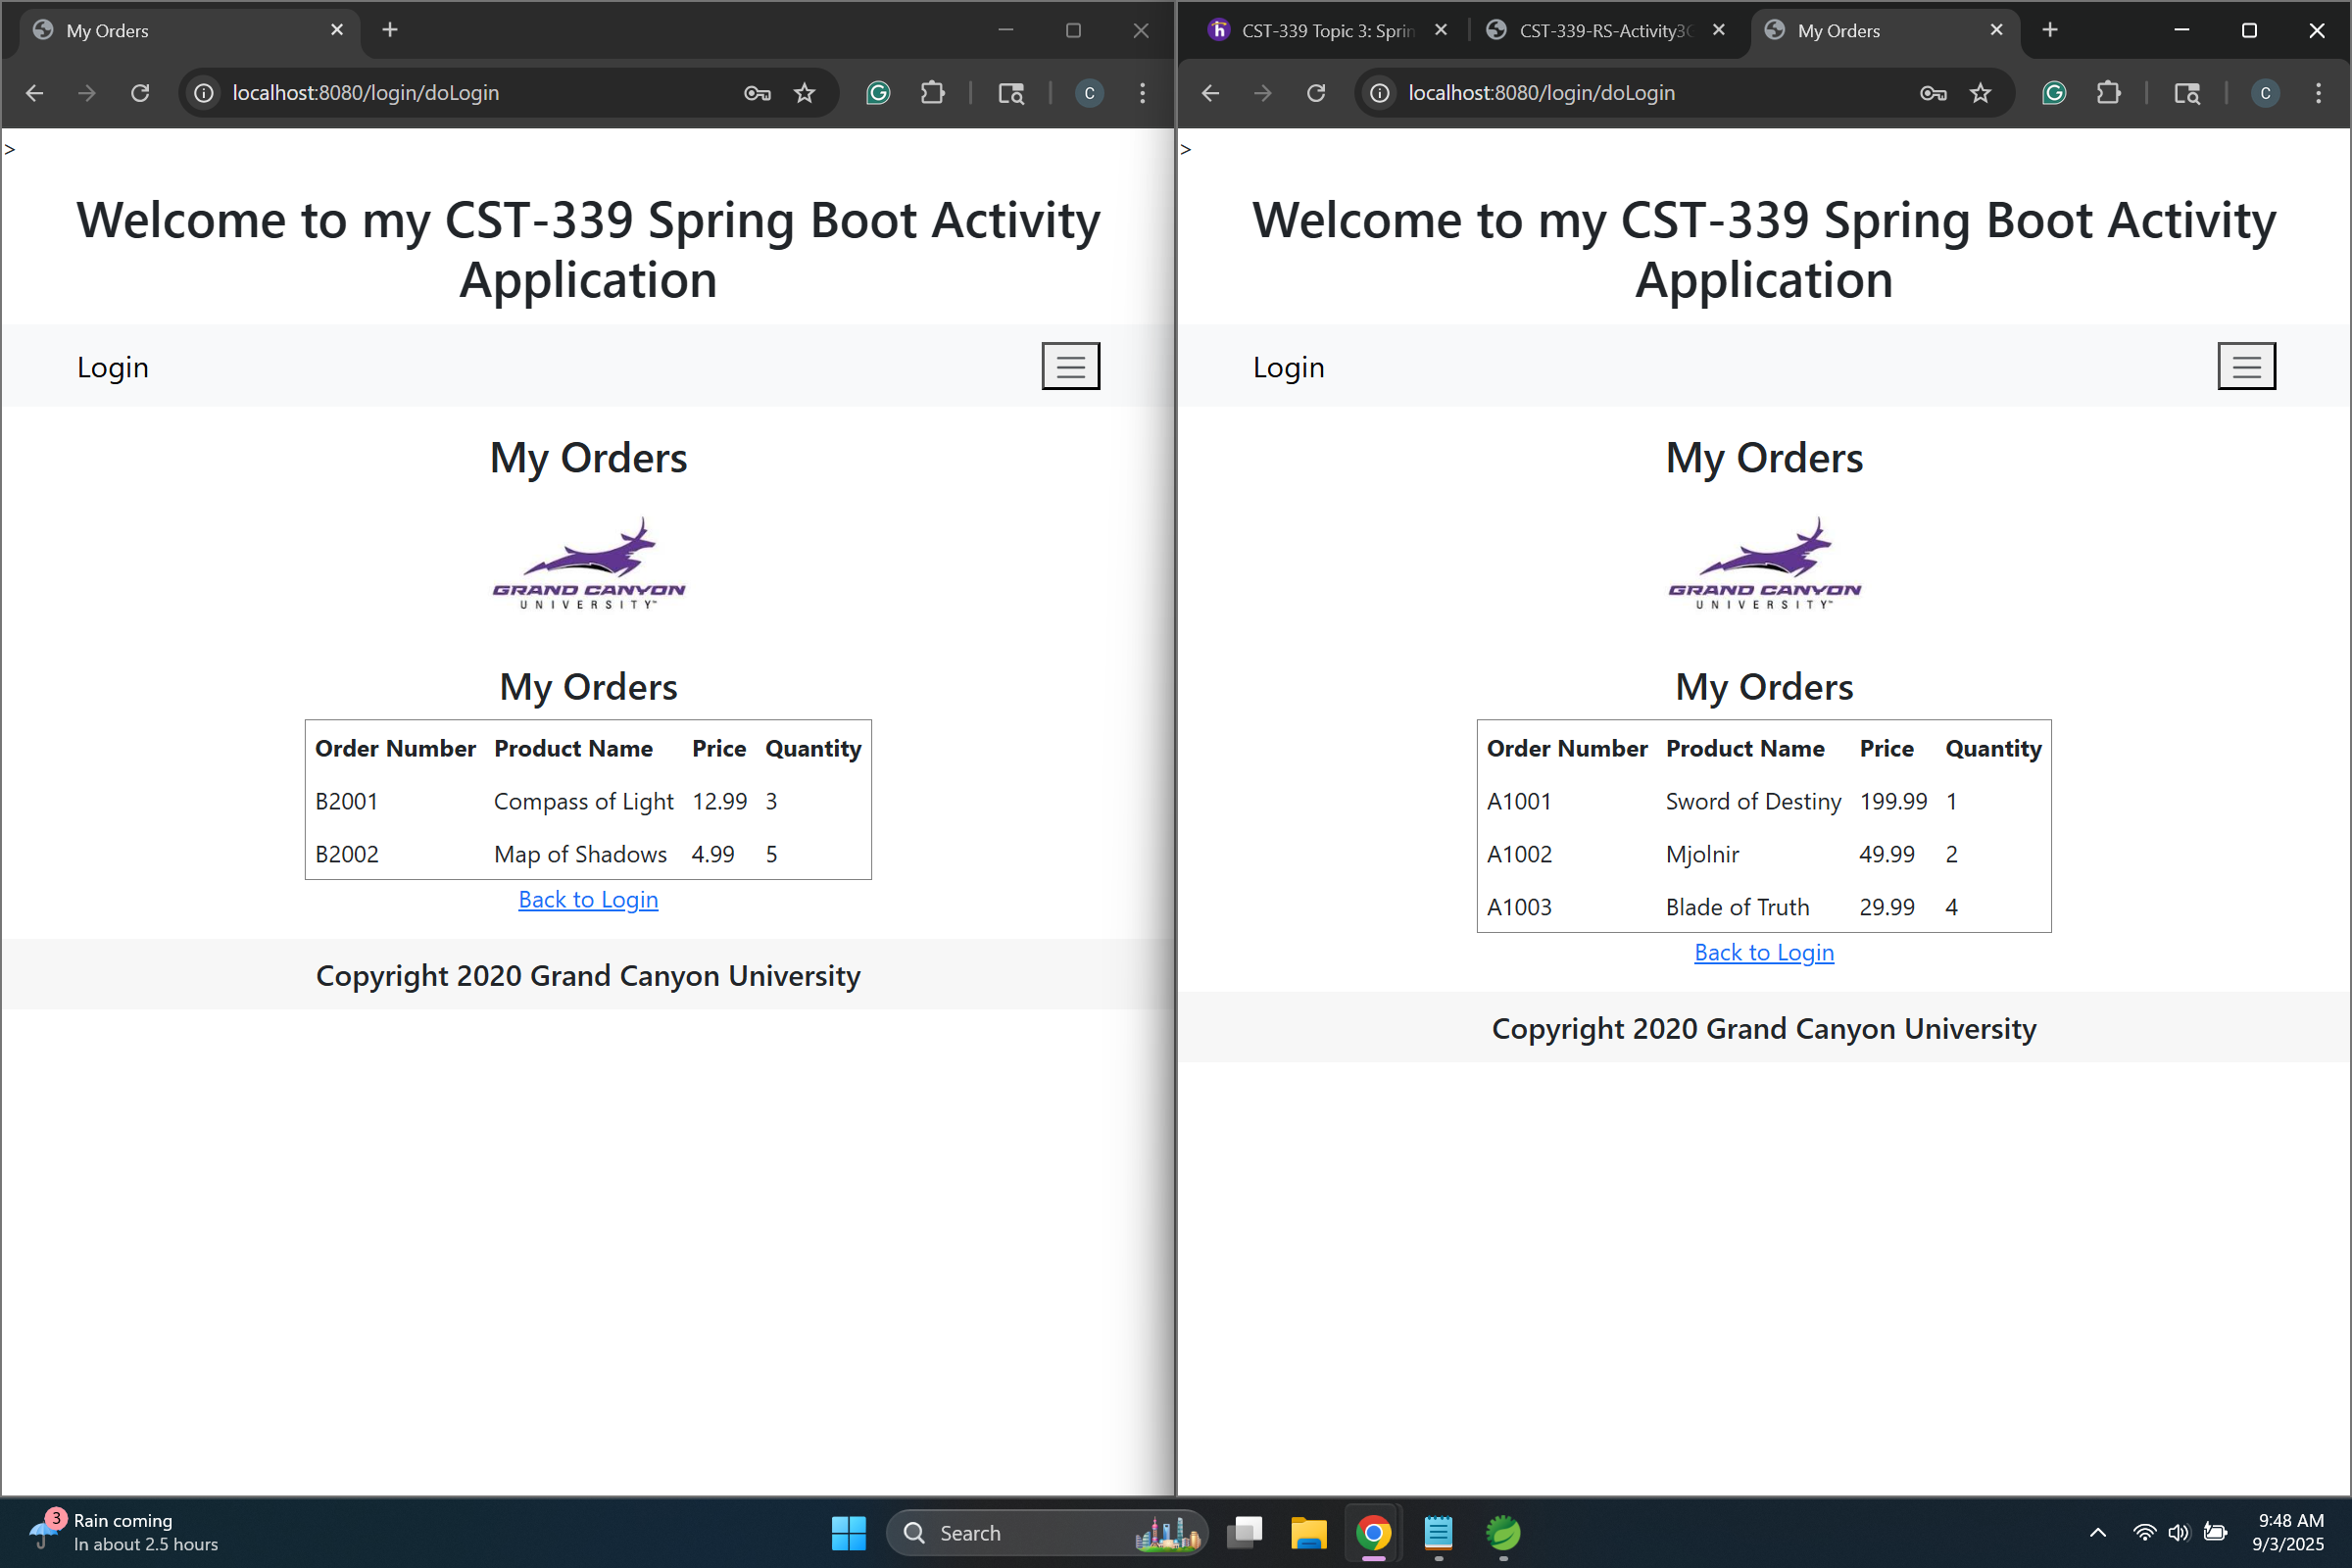 My Orders
localhost:8080/login/doLogin
C
>
Welcome to my CST-339 Spring Boot Activity
Application
Login
My Orders
GRAND CANYON
UNIVERSITY™
My Orders
Order Number Product Name Price Quantity
B2001 Compass of Light 12.99 3
B2002 Map of Shadows 4.99 5
Back to Login
Copyright 2020 Grand Canyon University
h CST-339 Topic 3: Sprin
CST-339-RS-Activity3C
My Orders
localhost:8080/login/doLogin
C
>
Welcome to my CST-339 Spring Boot Activity
Application
Login
My Orders
GRAND CANYON
UNIVERSITY™
My Orders
Order Number Product Name Price Quantity
A1001 Sword of Destiny 199.99 1
A1002 Mjolnir 49.99 2
A1003 Blade of Truth 29.99 4
Back to Login
Copyright 2020 Grand Canyon University
3
Rain coming
In about 2.5 hours
Search
9:48 AM
9/3/2025